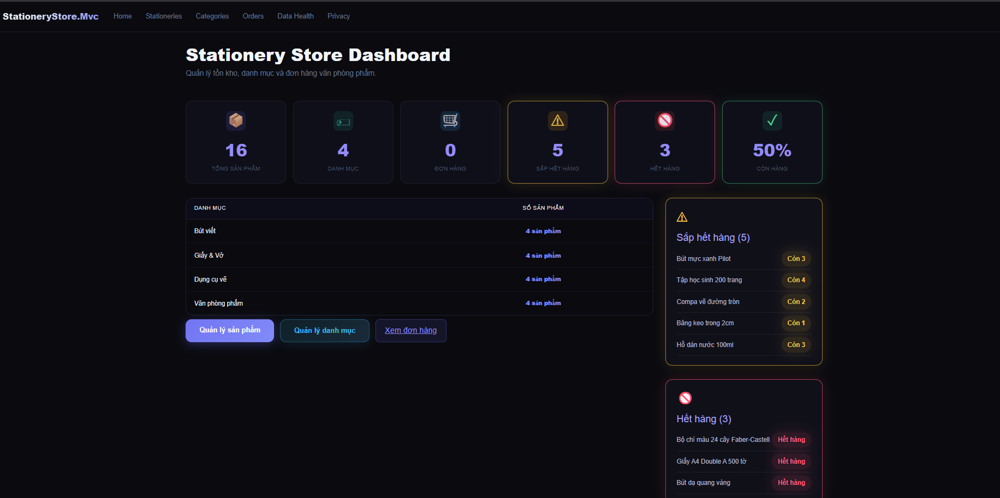 StationeryStore.Mvc Home Stationeries Categories Orders Data Health Privacy
Stationery Store Dashboard
Quản lý tồn kho, danh mục và đơn hàng văn phòng phẩm.
16
TỔNG SẢN PHẨM
4
DANH MỤC
0
ĐƠN HÀNG
5
SẮP HẾT HÀNG
3
HẾT HÀNG
50%
CÒN HÀNG
DANH MỤC SỐ SẢN PHẨM
Bút viết 4 sản phẩm
Giấy & Vở 4 sản phẩm
Dụng cụ vẽ 4 sản phẩm
Văn phòng phẩm 4 sản phẩm
Quản lý sản phẩm Quản lý danh mục Xem đơn hàng
Sắp hết hàng (5)
Bút mực xanh Pilot Còn 3
Tập học sinh 200 trang Còn 4
Compa vẽ đường tròn Còn 2
Băng keo trong 2cm Còn 1
Hồ dán nước 100ml Còn 3
Hết hàng (3)
Bộ chì màu 24 cây Faber-Castell Hết hàng
Giấy A4 Double A 500 tờ Hết hàng
Bút dạ quang vàng Hết hàng